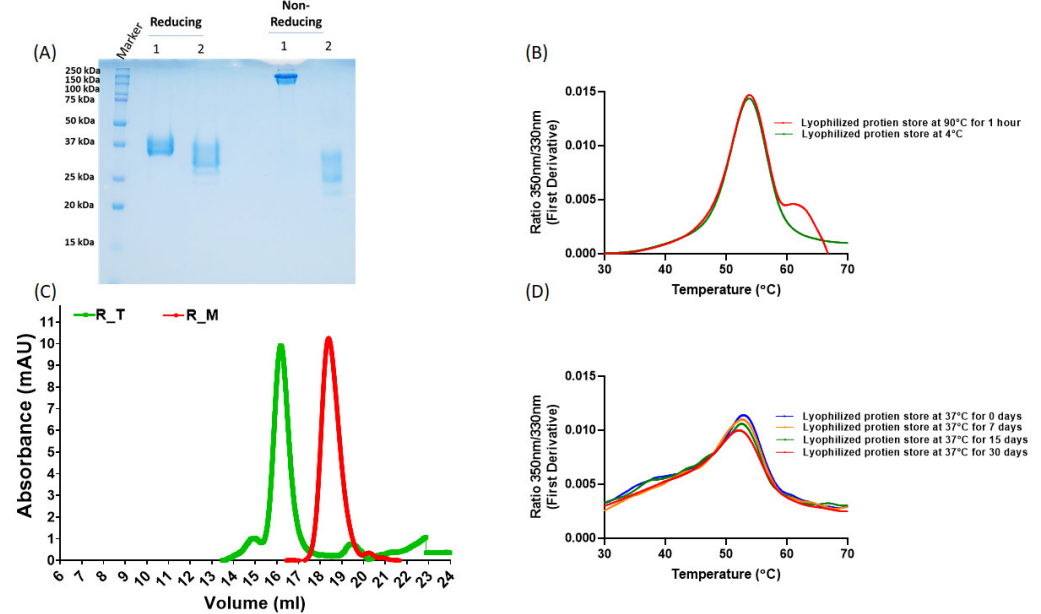 (A)
Marker
Reducing
1 2
Non-
Reducing
1 2
250 kDa
150 kDa
100 kDa
75 kDa
50 kDa
37 kDa
25 kDa
20 kDa
15 kDa
(B)
Ratio 350nm/330nm
(First Derivative)
0.015
0.010
0.005
0.000
30 40 50 60 70
Temperature (°C)
Lyophilized protien store at 90°C for 1 hour
Lyophilized protien store at 4°C
(C)
R_T R_M
Absorbance (mAU)
11
10
9
8
7
6
5
4
3
2
1
0
6 7 8 9 10 11 12 13 14 15 16 17 18 19 20 21 22 23 24
Volume (ml)
(D)
Ratio 350nm/330nm
(First Derivative)
0.015
0.010
0.005
0.000
30 40 50 60 70
Temperature (°C)
Lyophilized protien store at 37°C for 0 days
Lyophilized protien store at 37°C for 7 days
Lyophilized protien store at 37°C for 15 days
Lyophilized protien store at 37°C for 30 days